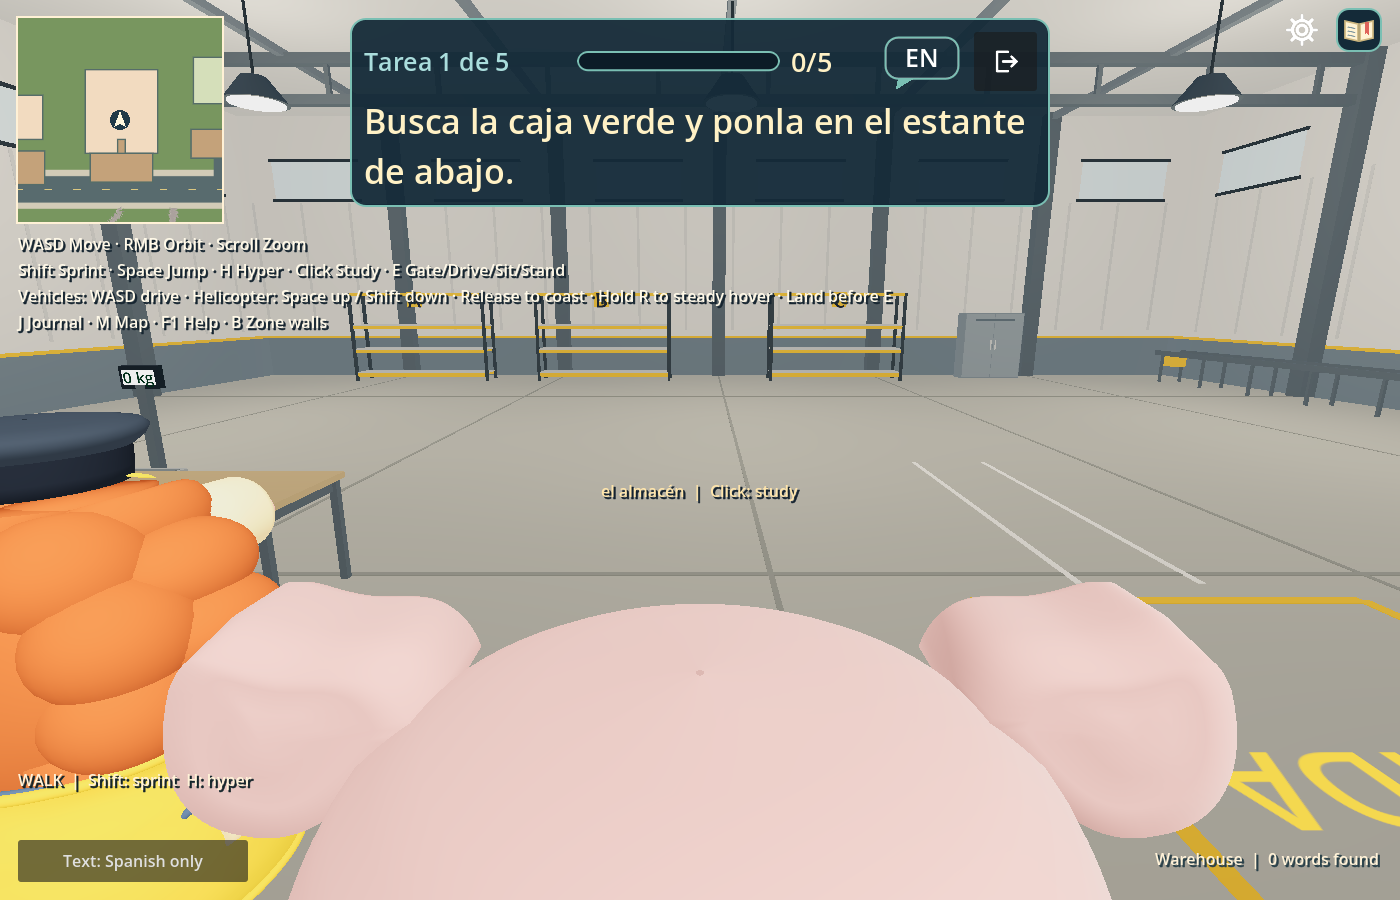 Tarea 1 de 5
0/5
EN
Busca la caja verde y ponla en el estante
de abajo.
WASD Move · RMB Orbit · Scroll Zoom
Shift Sprint · Space Jump · H Hyper · Click Study · E Gate/Drive/Sit/Stand
Vehicles: WASD drive · Helicopter: Space up / Shift down · Release to coast · Hold R to steady hover · Land before E
J Journal · M Map · F1 Help · B Zone walls
0 kg
el almacén | Click: study
WALK | Shift: sprint H: hyper
Text: Spanish only
Warehouse | 0 words found